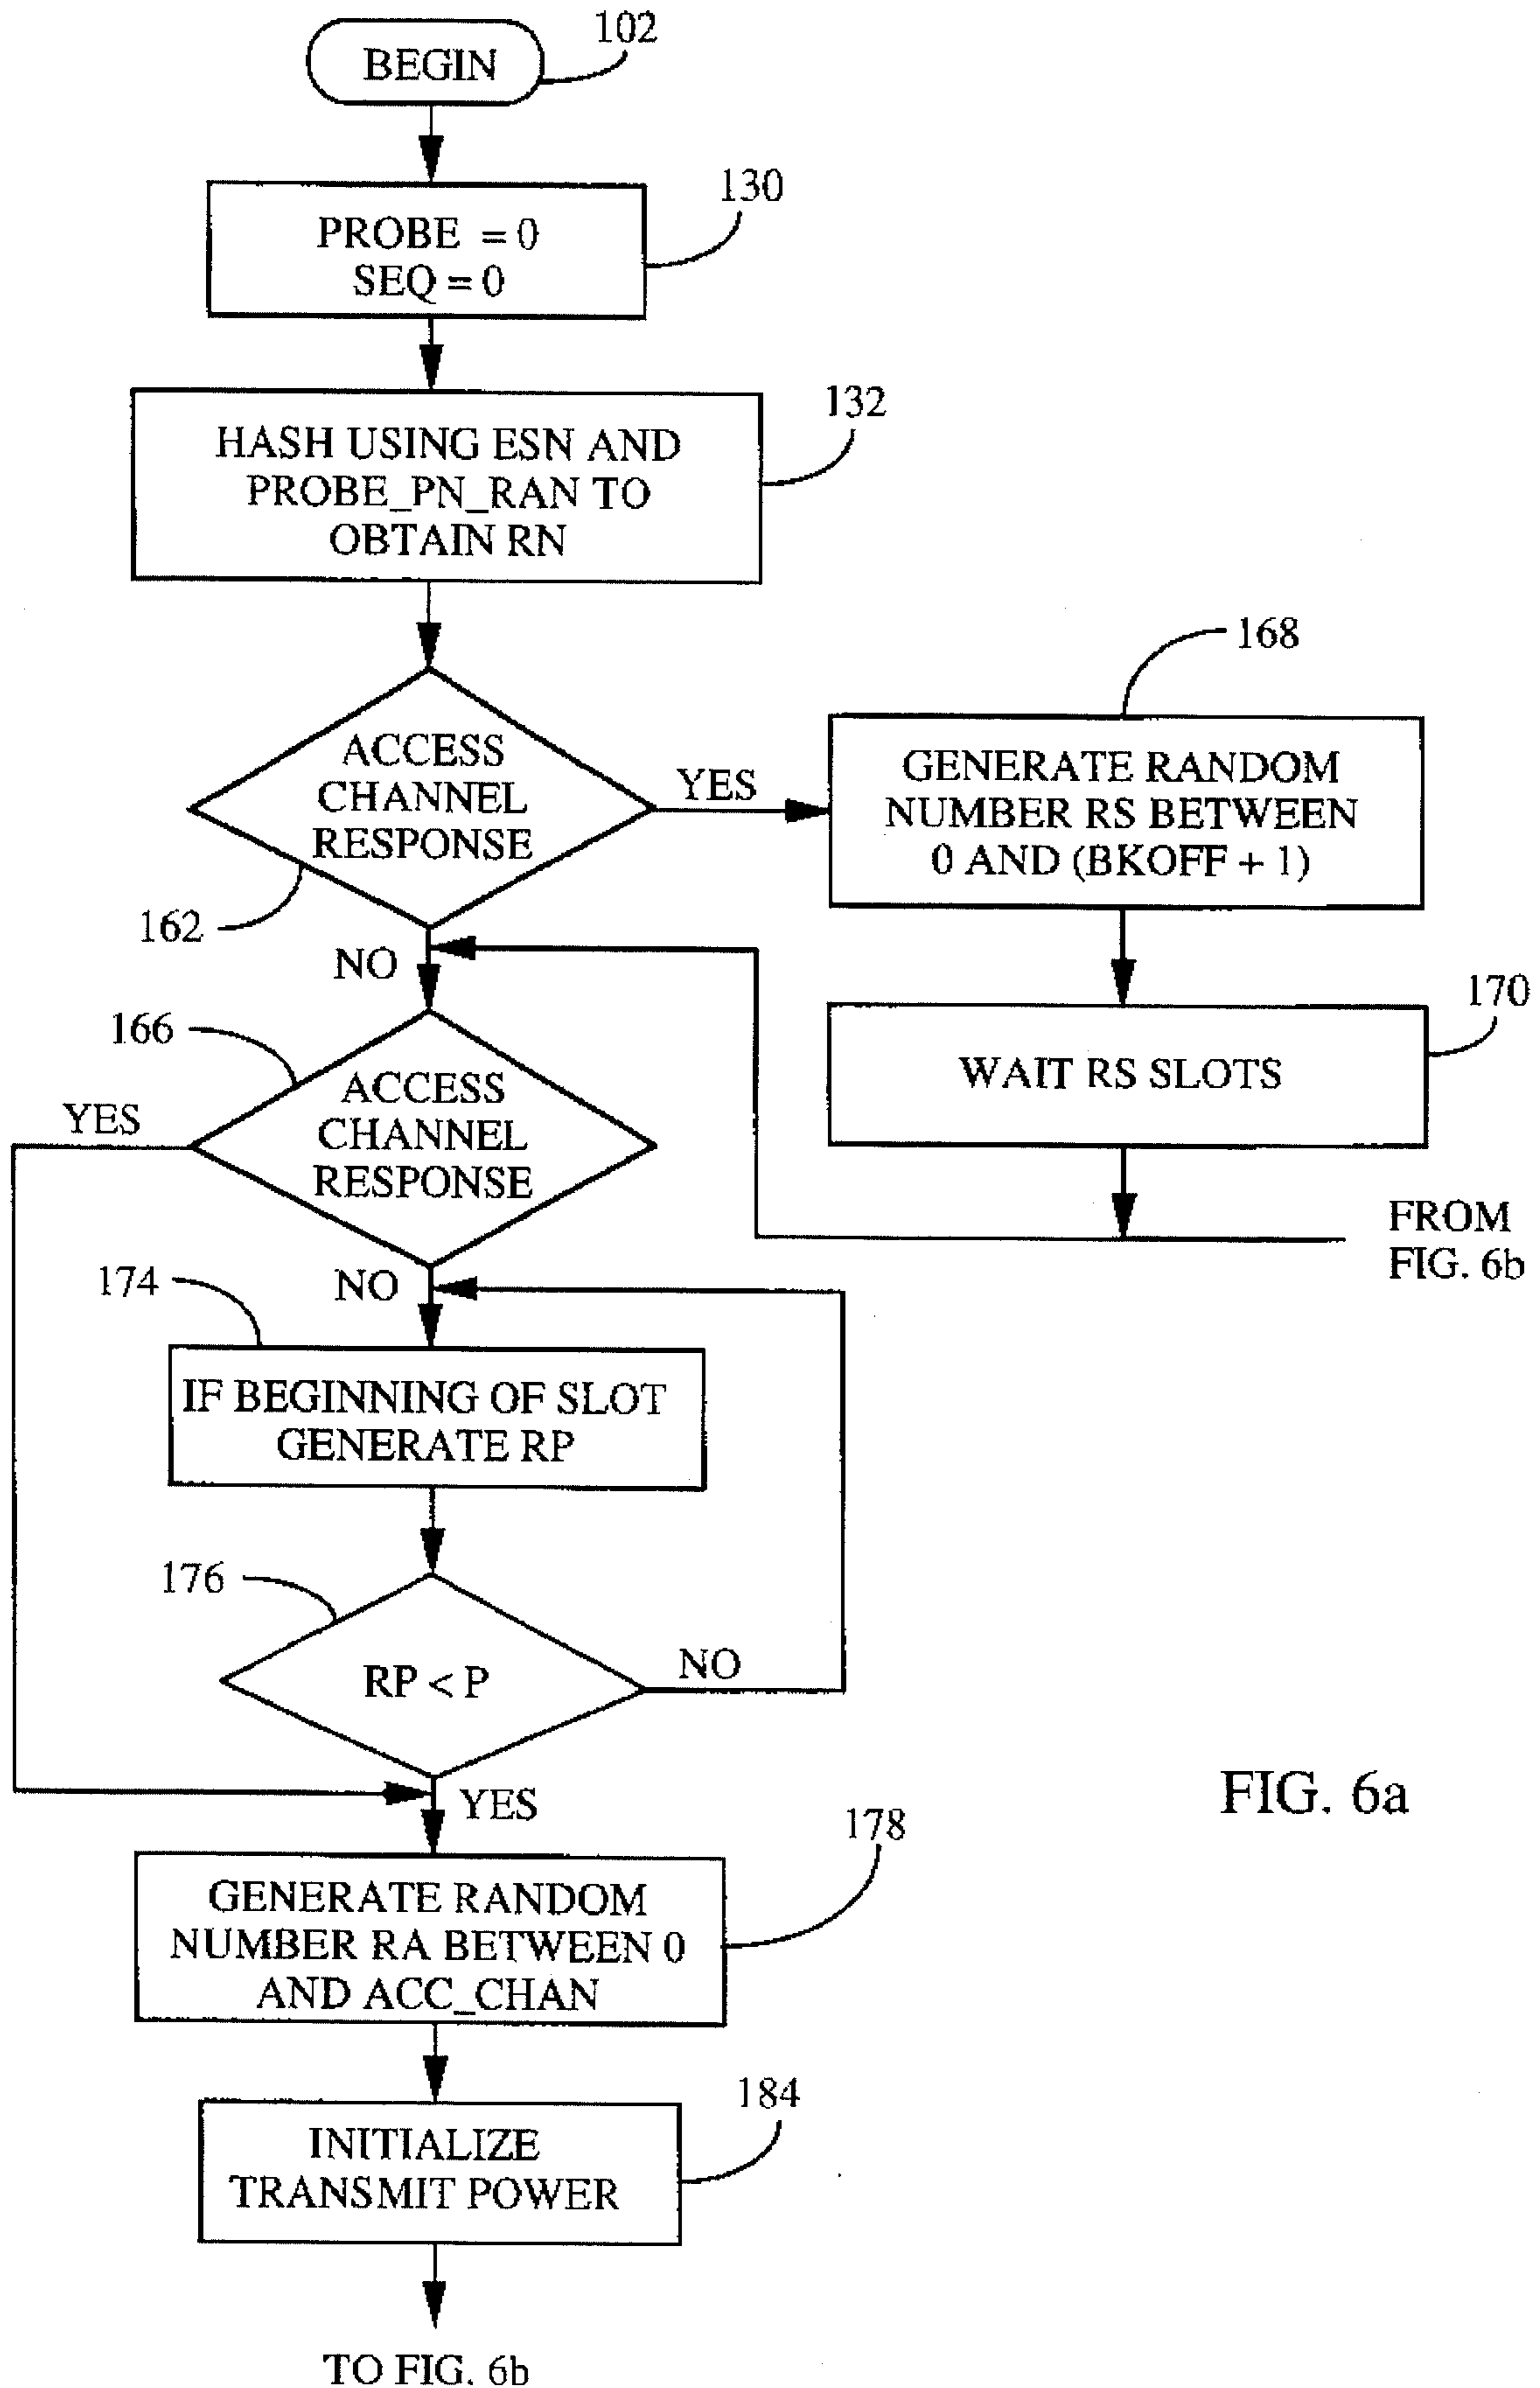 BEGIN
102
PROBE = 0
SEQ = 0
130
HASH USING ESN AND
PROBE_PN_RAN TO
OBTAIN RN
132
ACCESS
CHANNEL
RESPONSE
162
YES
NO
168
GENERATE RANDOM
NUMBER RS BETWEEN
0 AND (BKOFF + 1)
170
WAIT RS SLOTS
FROM
FIG. 6b
166
ACCESS
CHANNEL
RESPONSE
YES
NO
174
IF BEGINNING OF SLOT
GENERATE RP
176
RP < P
NO
YES
178
GENERATE RANDOM
NUMBER RA BETWEEN 0
AND ACC_CHAN
184
INITIALIZE
TRANSMIT POWER
TO FIG. 6b
FIG. 6a